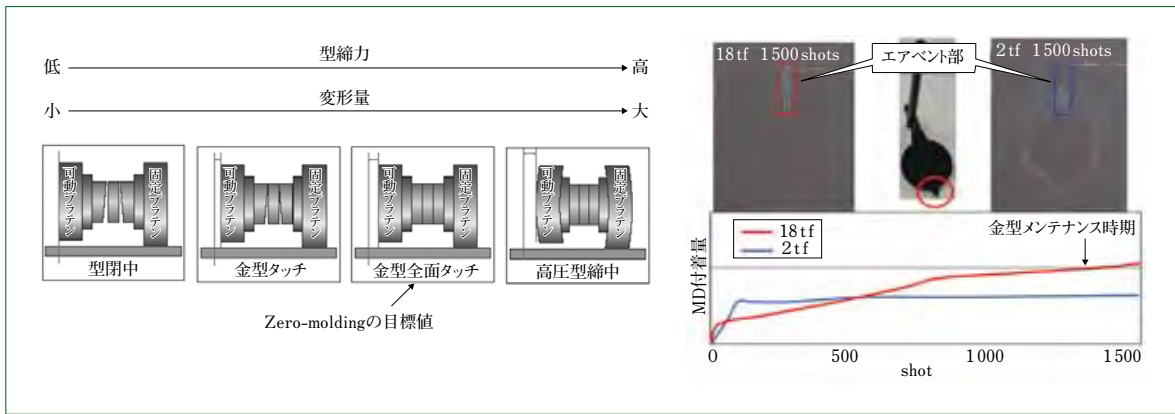 型締力
低 高
変形量
小 大
可動プラテン 固定プラテン
型閉中
可動プラテン 固定プラテン
金型タッチ
可動プラテン 固定プラテン
金型全面タッチ
可動プラテン 固定プラテン
高圧型締中
Zero-moldingの目標値
18tf 1500shots
エアベント部
2tf 1500shots
18tf
2tf
金型メンテナンス時期
MD付着量
0 500 1000 1500
shot